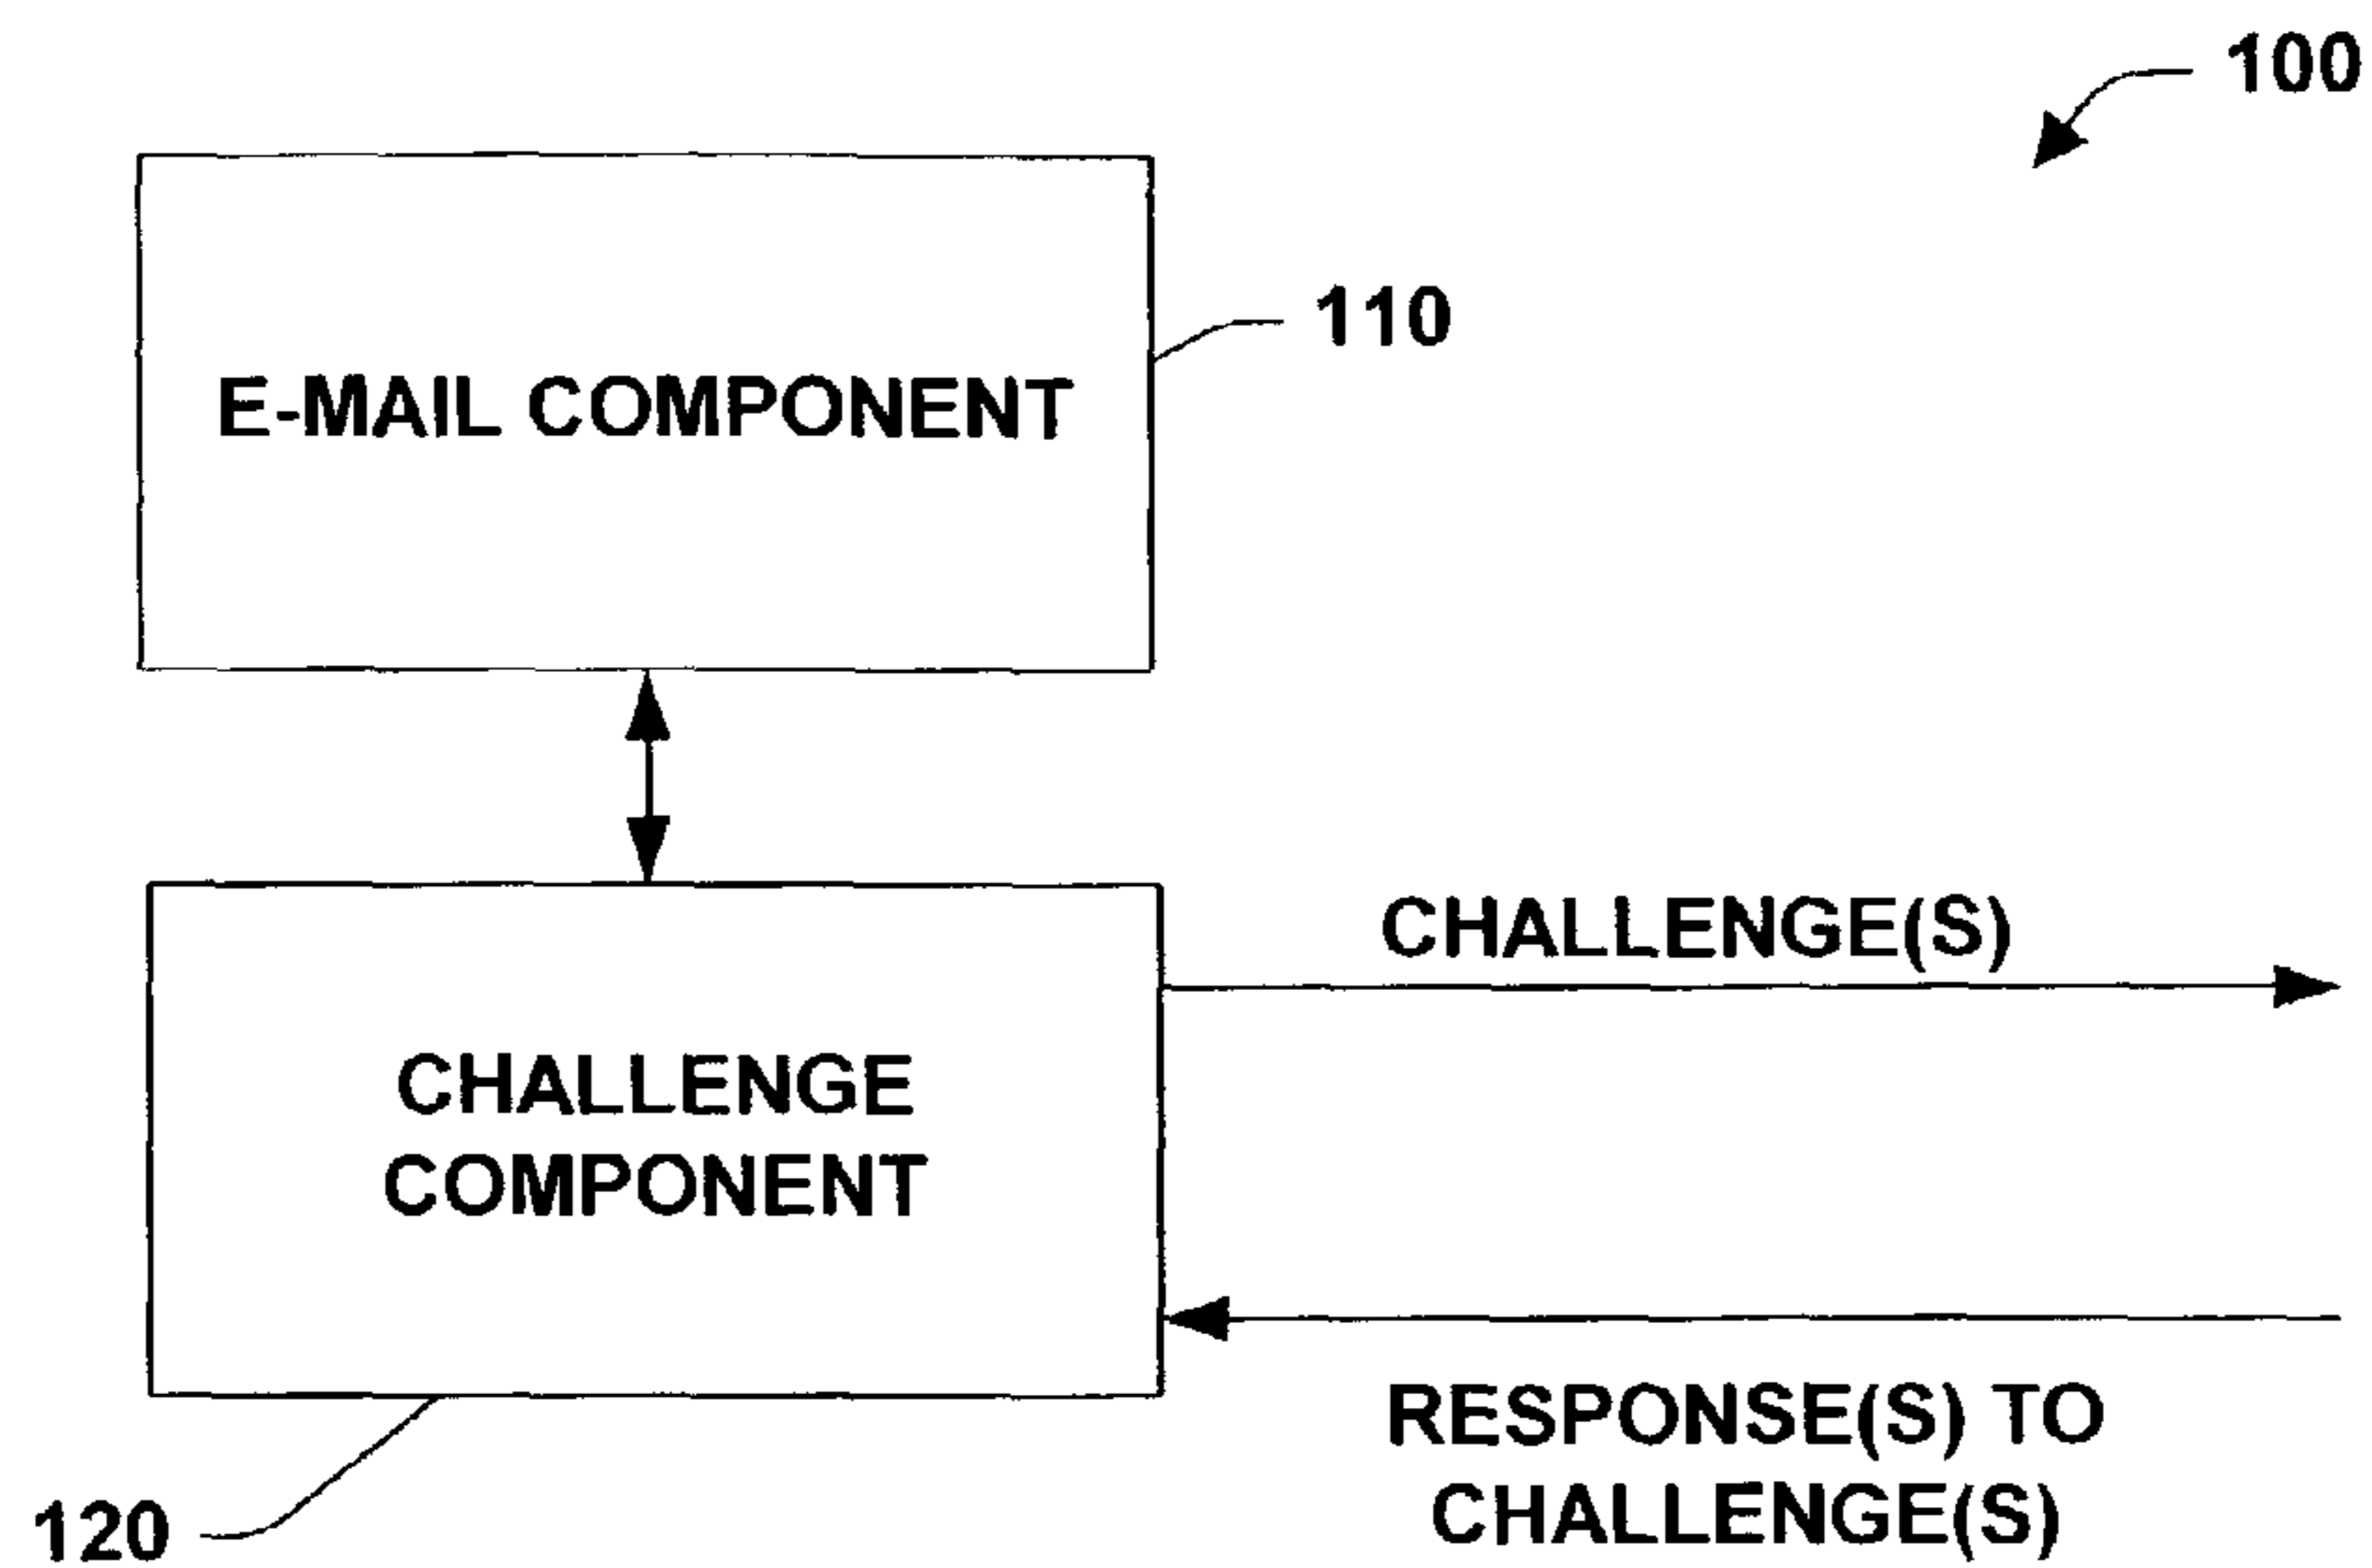 100
110
E-MAIL COMPONENT
CHALLENGE(S)
CHALLENGE
COMPONENT
RESPONSE(S) TO
CHALLENGE(S)
120